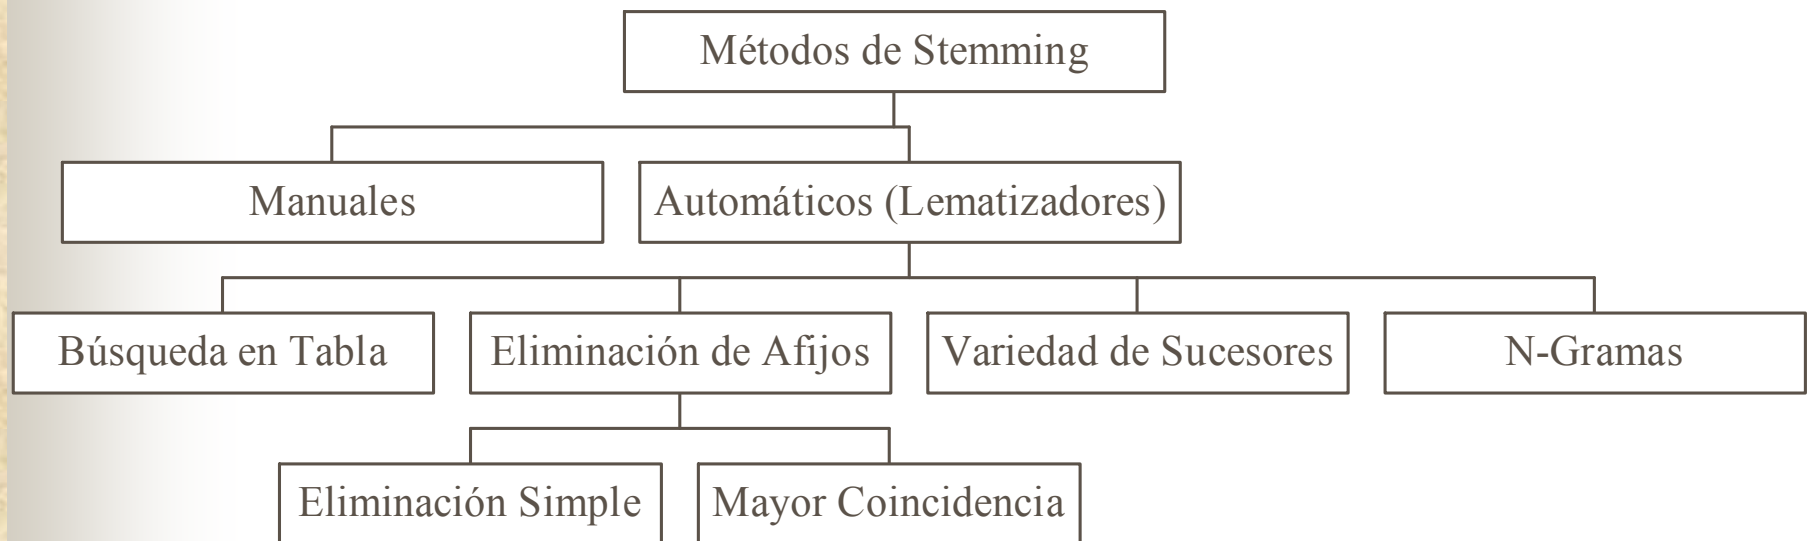 Métodos de Stemming
Manuales
Automáticos (Lematizadores)
Búsqueda en Tabla
Eliminación de Afijos
Variedad de Sucesores
N-Gramas
Eliminación Simple
Mayor Coincidencia